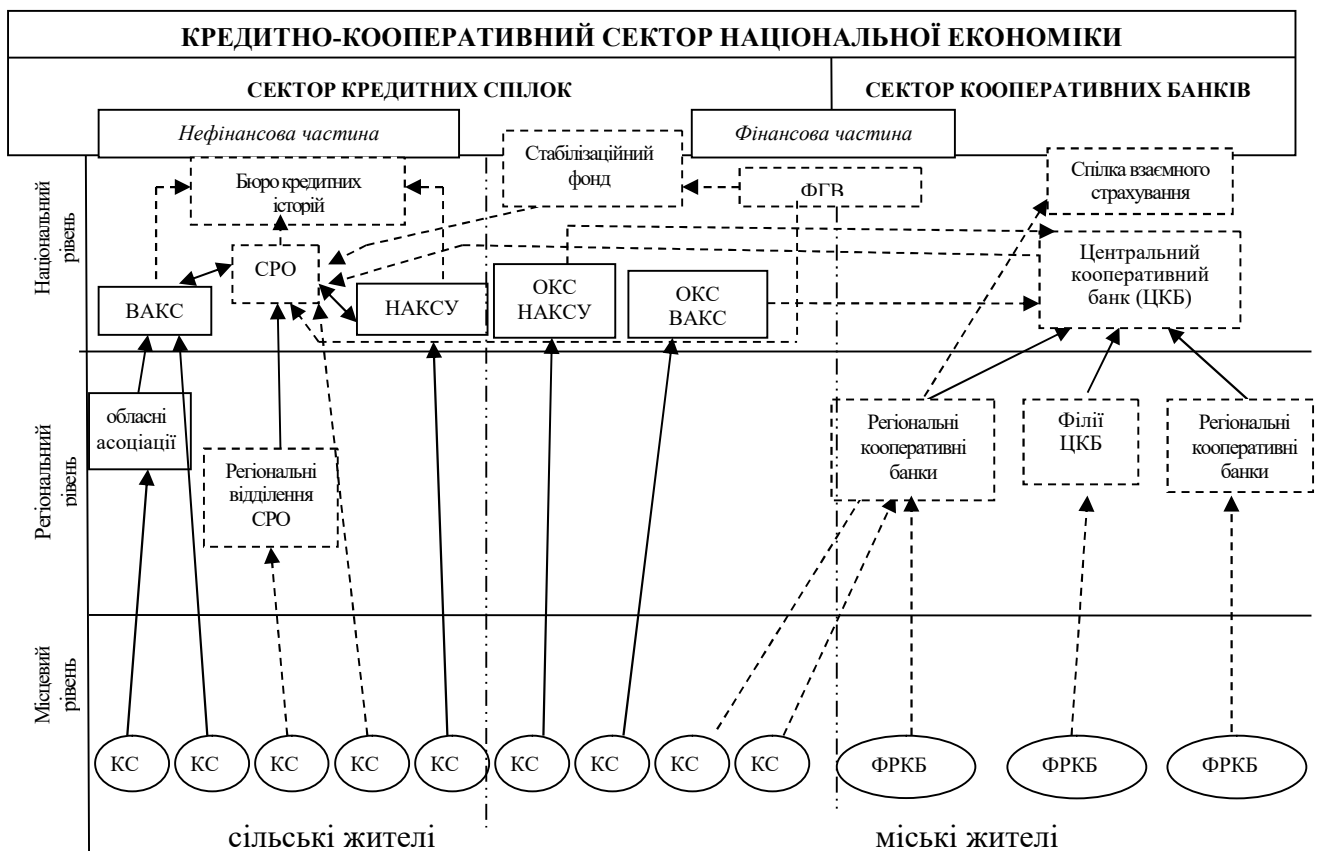 КРЕДИТНО-КООПЕРАТИВНИЙ СЕКТОР НАЦІОНАЛЬНОЇ ЕКОНОМІКИ
СЕКТОР КРЕДИТНИХ СПІЛОК
СЕКТОР КООПЕРАТИВНИХ БАНКІВ
Нефінансова частина
Фінансова частина
Національний
рівень
Бюро кредитних
історій
Стабілізаційний
фонд
ФГВ
Спілка взаємного
страхування
СРО
Центральний
кооперативний
банк (ЦКБ)
ВАКС
НАКСУ
ОКС
НАКСУ
ОКС
ВАКС
Регіональний
рівень
обласні
асоціації
Регіональні
відділення
СРО
Регіональні
кооперативні
банки
Філії
ЦКБ
Регіональні
кооперативні
банки
Місцевий
рівень
КС
КС
КС
КС
КС
КС
КС
КС
КС
ФРКБ
ФРКБ
ФРКБ
сільські жителі
міські жителі